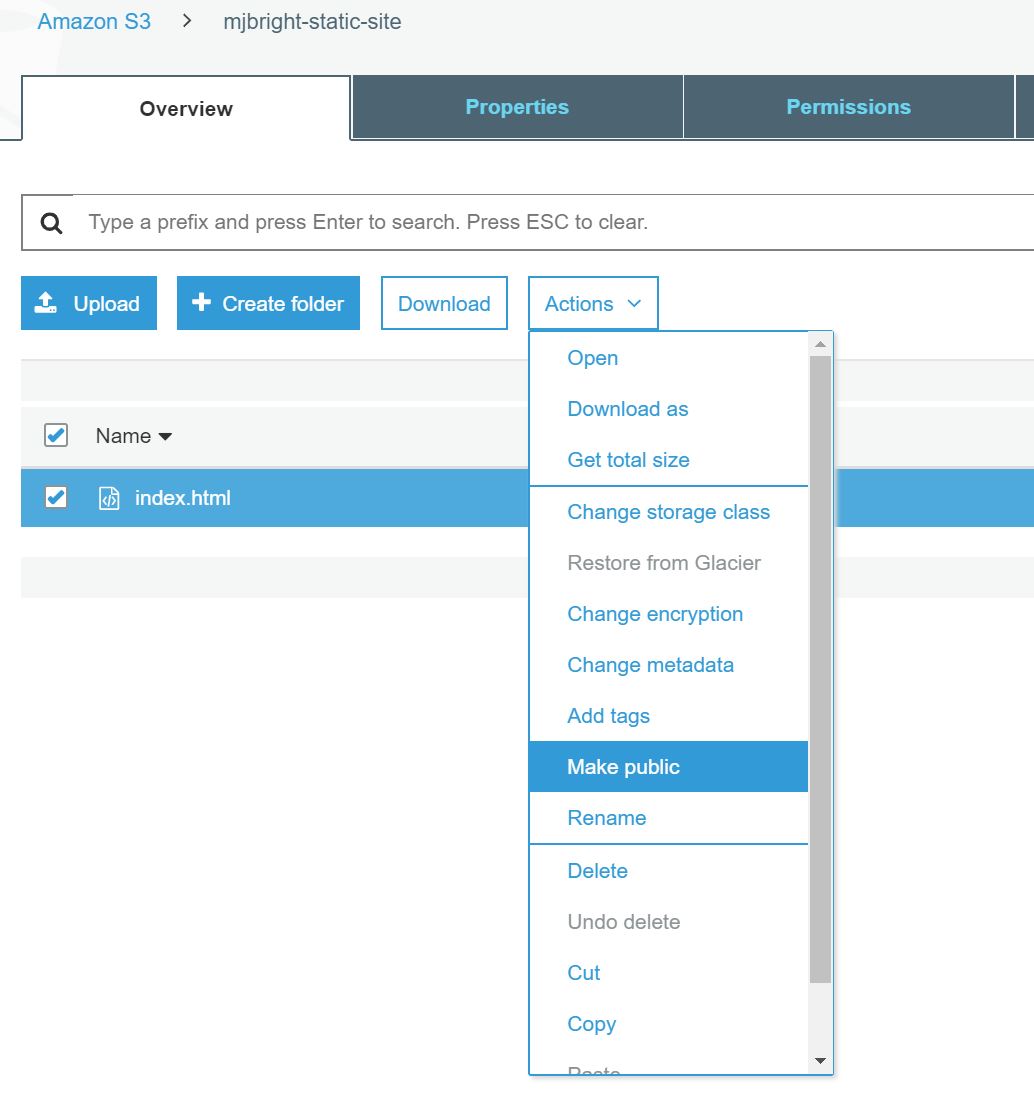 Amazon S3 > mjbright-static-site
Overview Properties Permissions
Type a prefix and press Enter to search. Press ESC to clear.
Upload Create folder Download Actions
Open
Download as
Get total size
Name
Change storage class
index.html
Restore from Glacier
Change encryption
Change metadata
Add tags
Make public
Rename
Delete
Undo delete
Cut
Copy
Paste